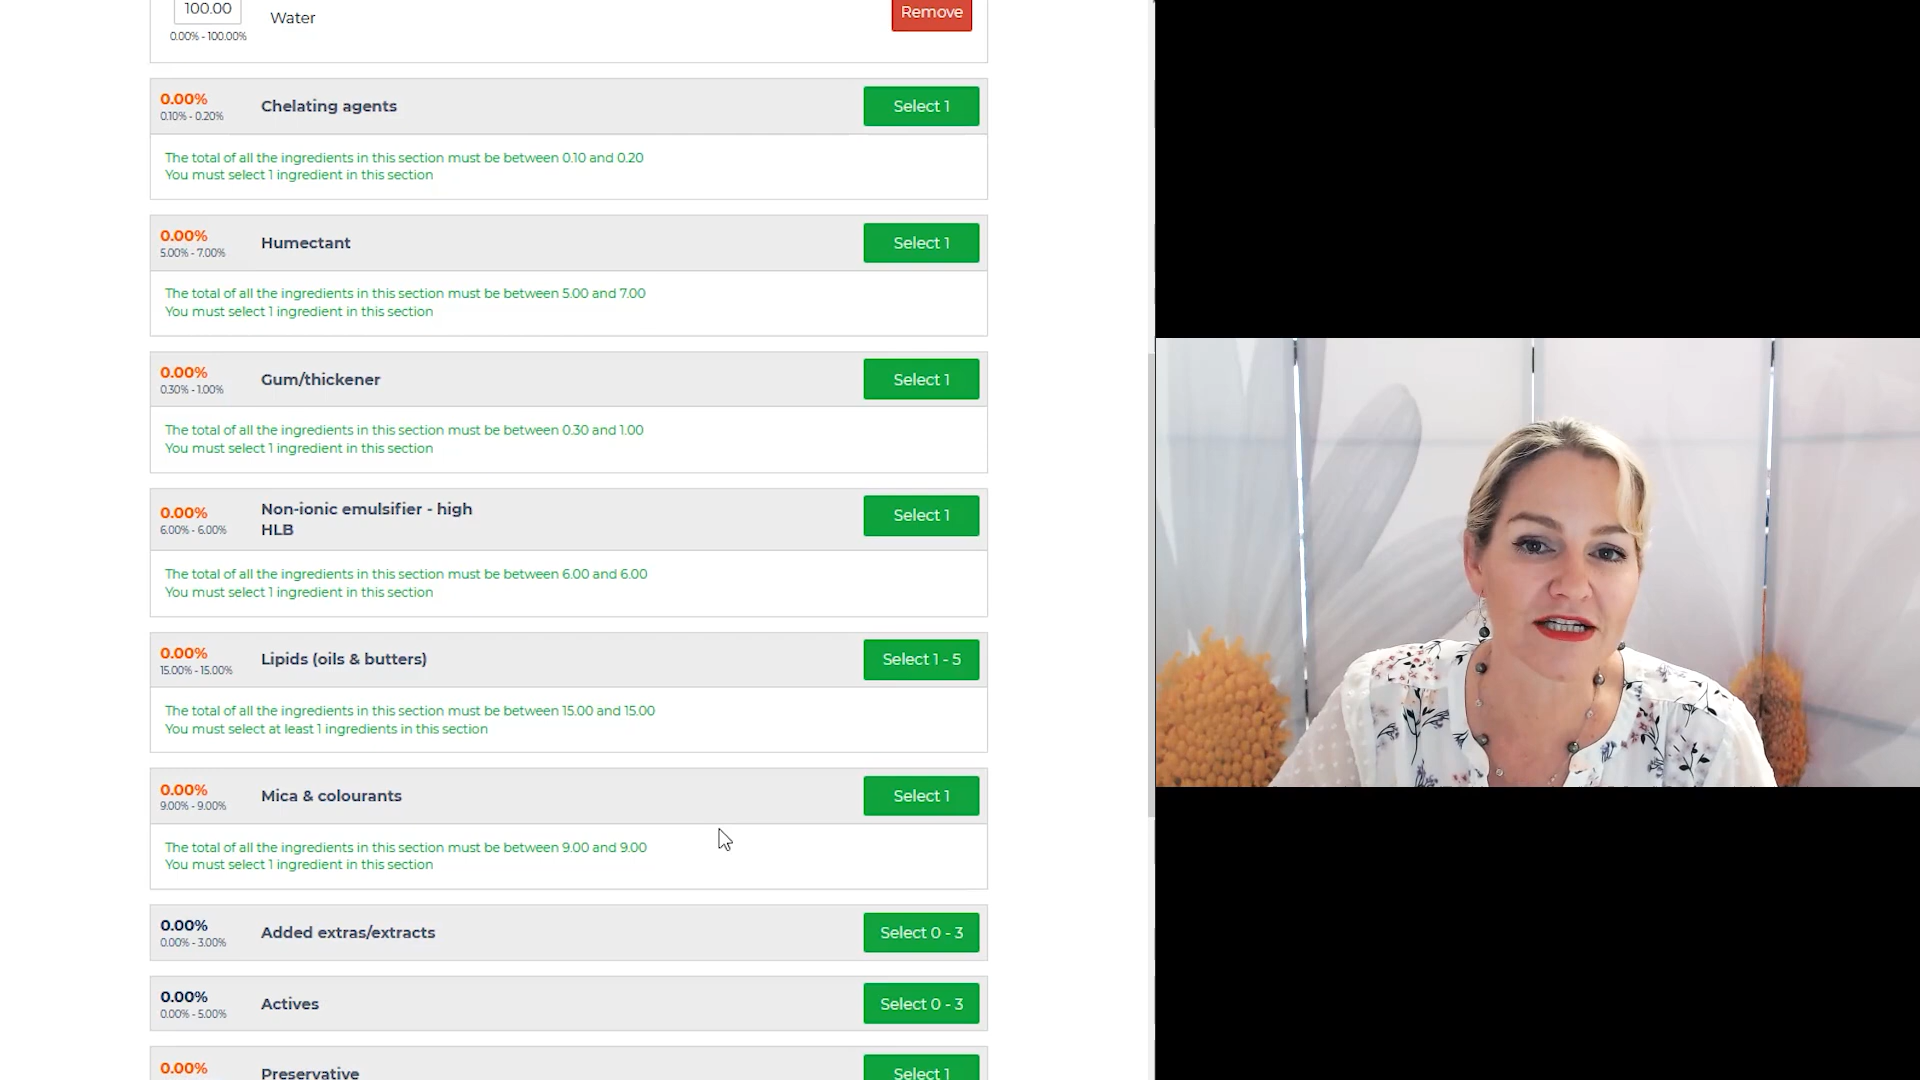 100.00
Water
Remove
0.00% - 100.00%
0.00%
Chelating agents
Select 1
0.10% - 0.20%
The total of all the ingredients in this section must be between 0.10 and 0.20
You must select 1 ingredient in this section
0.00%
Humectant
Select 1
5.00% - 7.00%
The total of all the ingredients in this section must be between 5.00 and 7.00
You must select 1 ingredient in this section
0.00%
Gum/thickener
Select 1
0.30% - 1.00%
The total of all the ingredients in this section must be between 0.30 and 1.00
You must select 1 ingredient in this section
0.00%
Non-ionic emulsifier - high
HLB
Select 1
6.00% - 6.00%
The total of all the ingredients in this section must be between 6.00 and 6.00
You must select 1 ingredient in this section
0.00%
Lipids (oils & butters)
Select 1 - 5
15.00% - 15.00%
The total of all the ingredients in this section must be between 15.00 and 15.00
You must select at least 1 ingredients in this section
0.00%
Mica & colourants
Select 1
9.00% - 9.00%
The total of all the ingredients in this section must be between 9.00 and 9.00
You must select 1 ingredient in this section
0.00%
Added extras/extracts
Select 0 - 3
0.00% - 3.00%
0.00%
Actives
Select 0 - 3
0.00% - 5.00%
0.00%
Preservative
Select 1